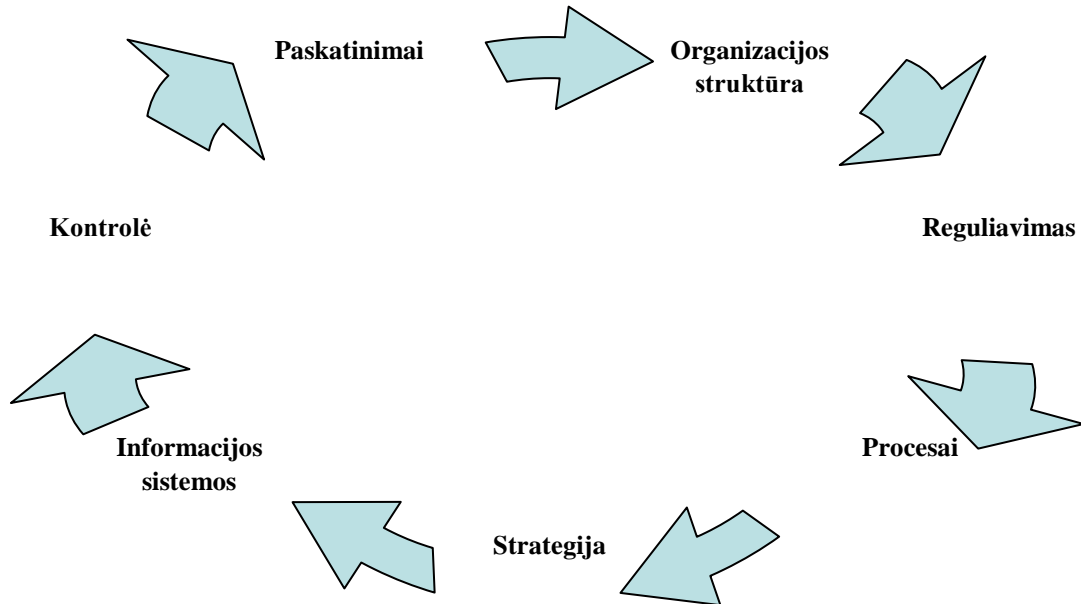 Paskatinimai
Organizacijos
struktūra
Kontrolė
Reguliavimas
Informacijos
sistemos
Procesai
Strategija